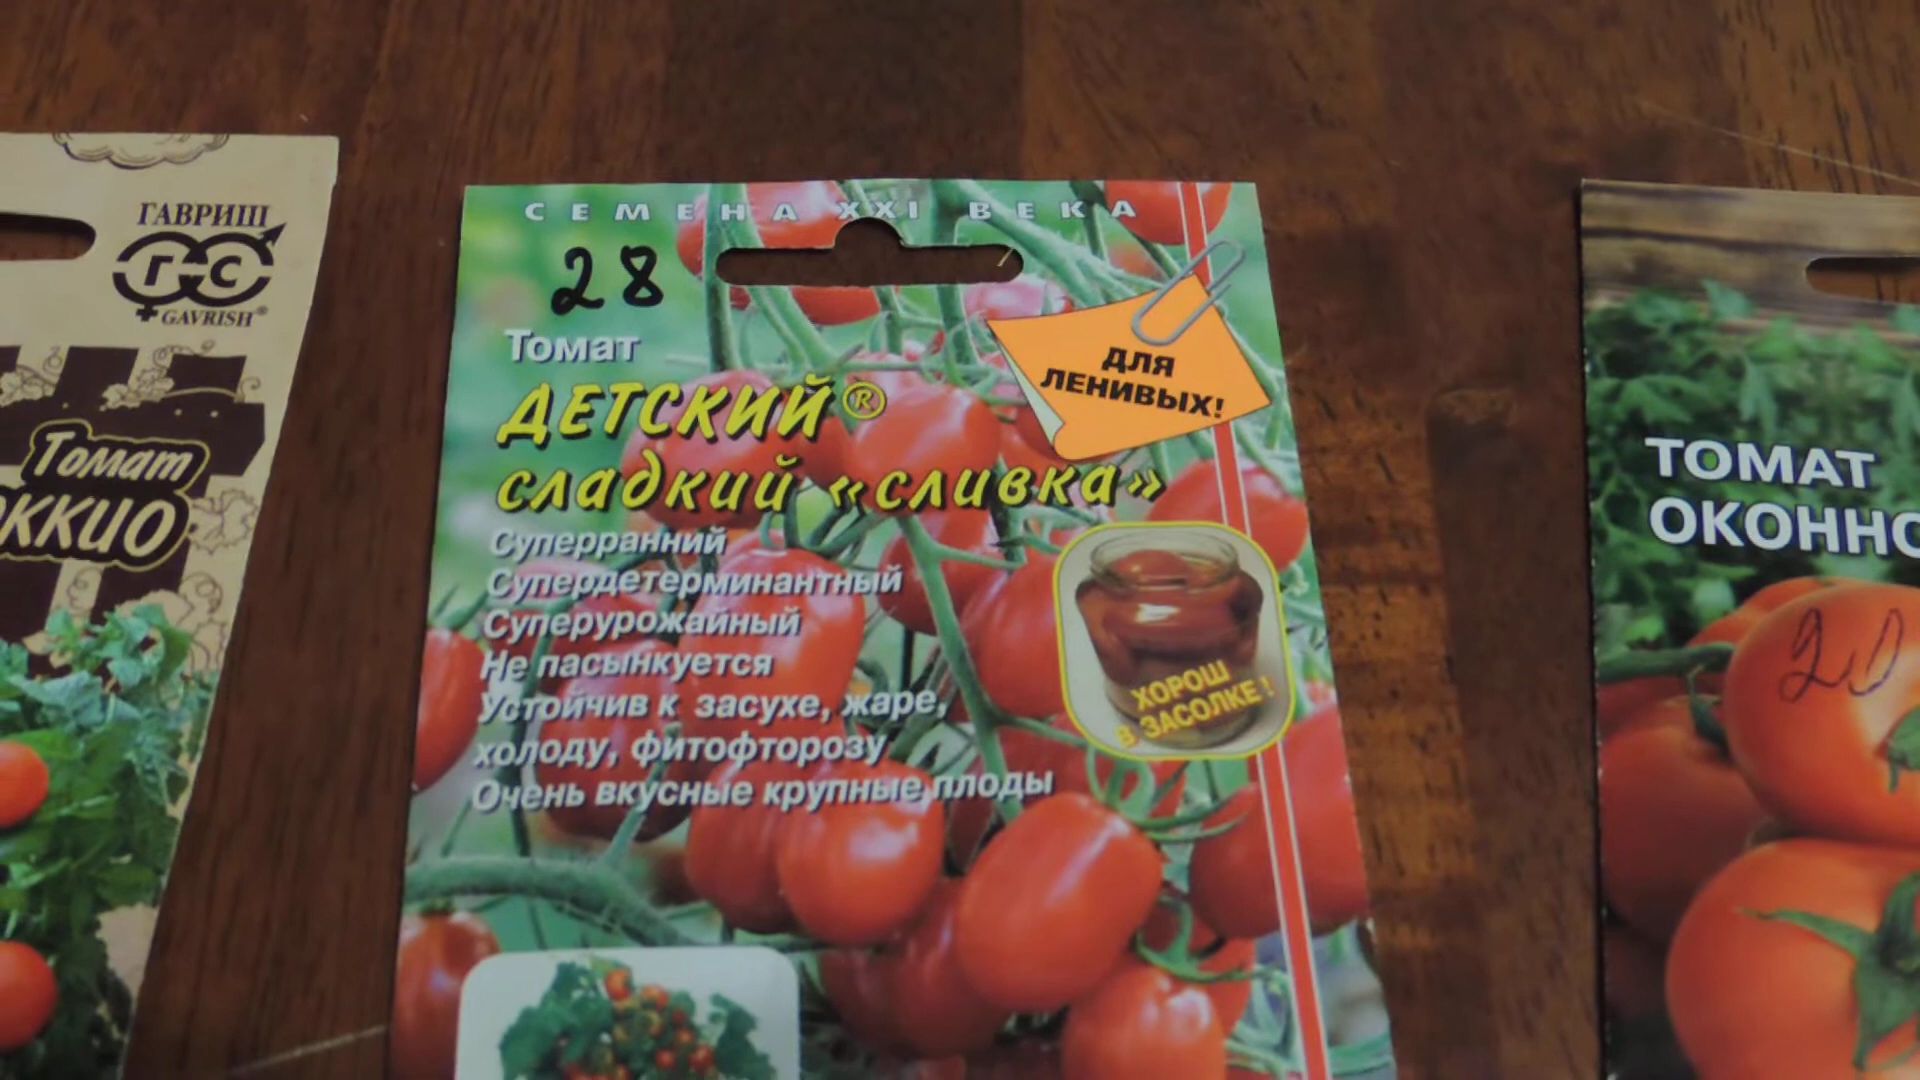 ГАВРИШ
ГС
GAVRISH®
Томат
ККИО
СЕМЕНА XXI ВЕКА
28
Томат
ДЕТСКИЙ®
сладкий «сливка»
ДЛЯ
ЛЕНИВЫХ!
Суперранний
Супердетерминантный
Суперурожайный
Не пасынкуется
Устойчив к засухе, жаре,
холоду, фитофторозу
Очень вкусные крупные плоды
ХОРОШ
В ЗАСОЛКЕ!
ТОМАТ
ОКОННО
20